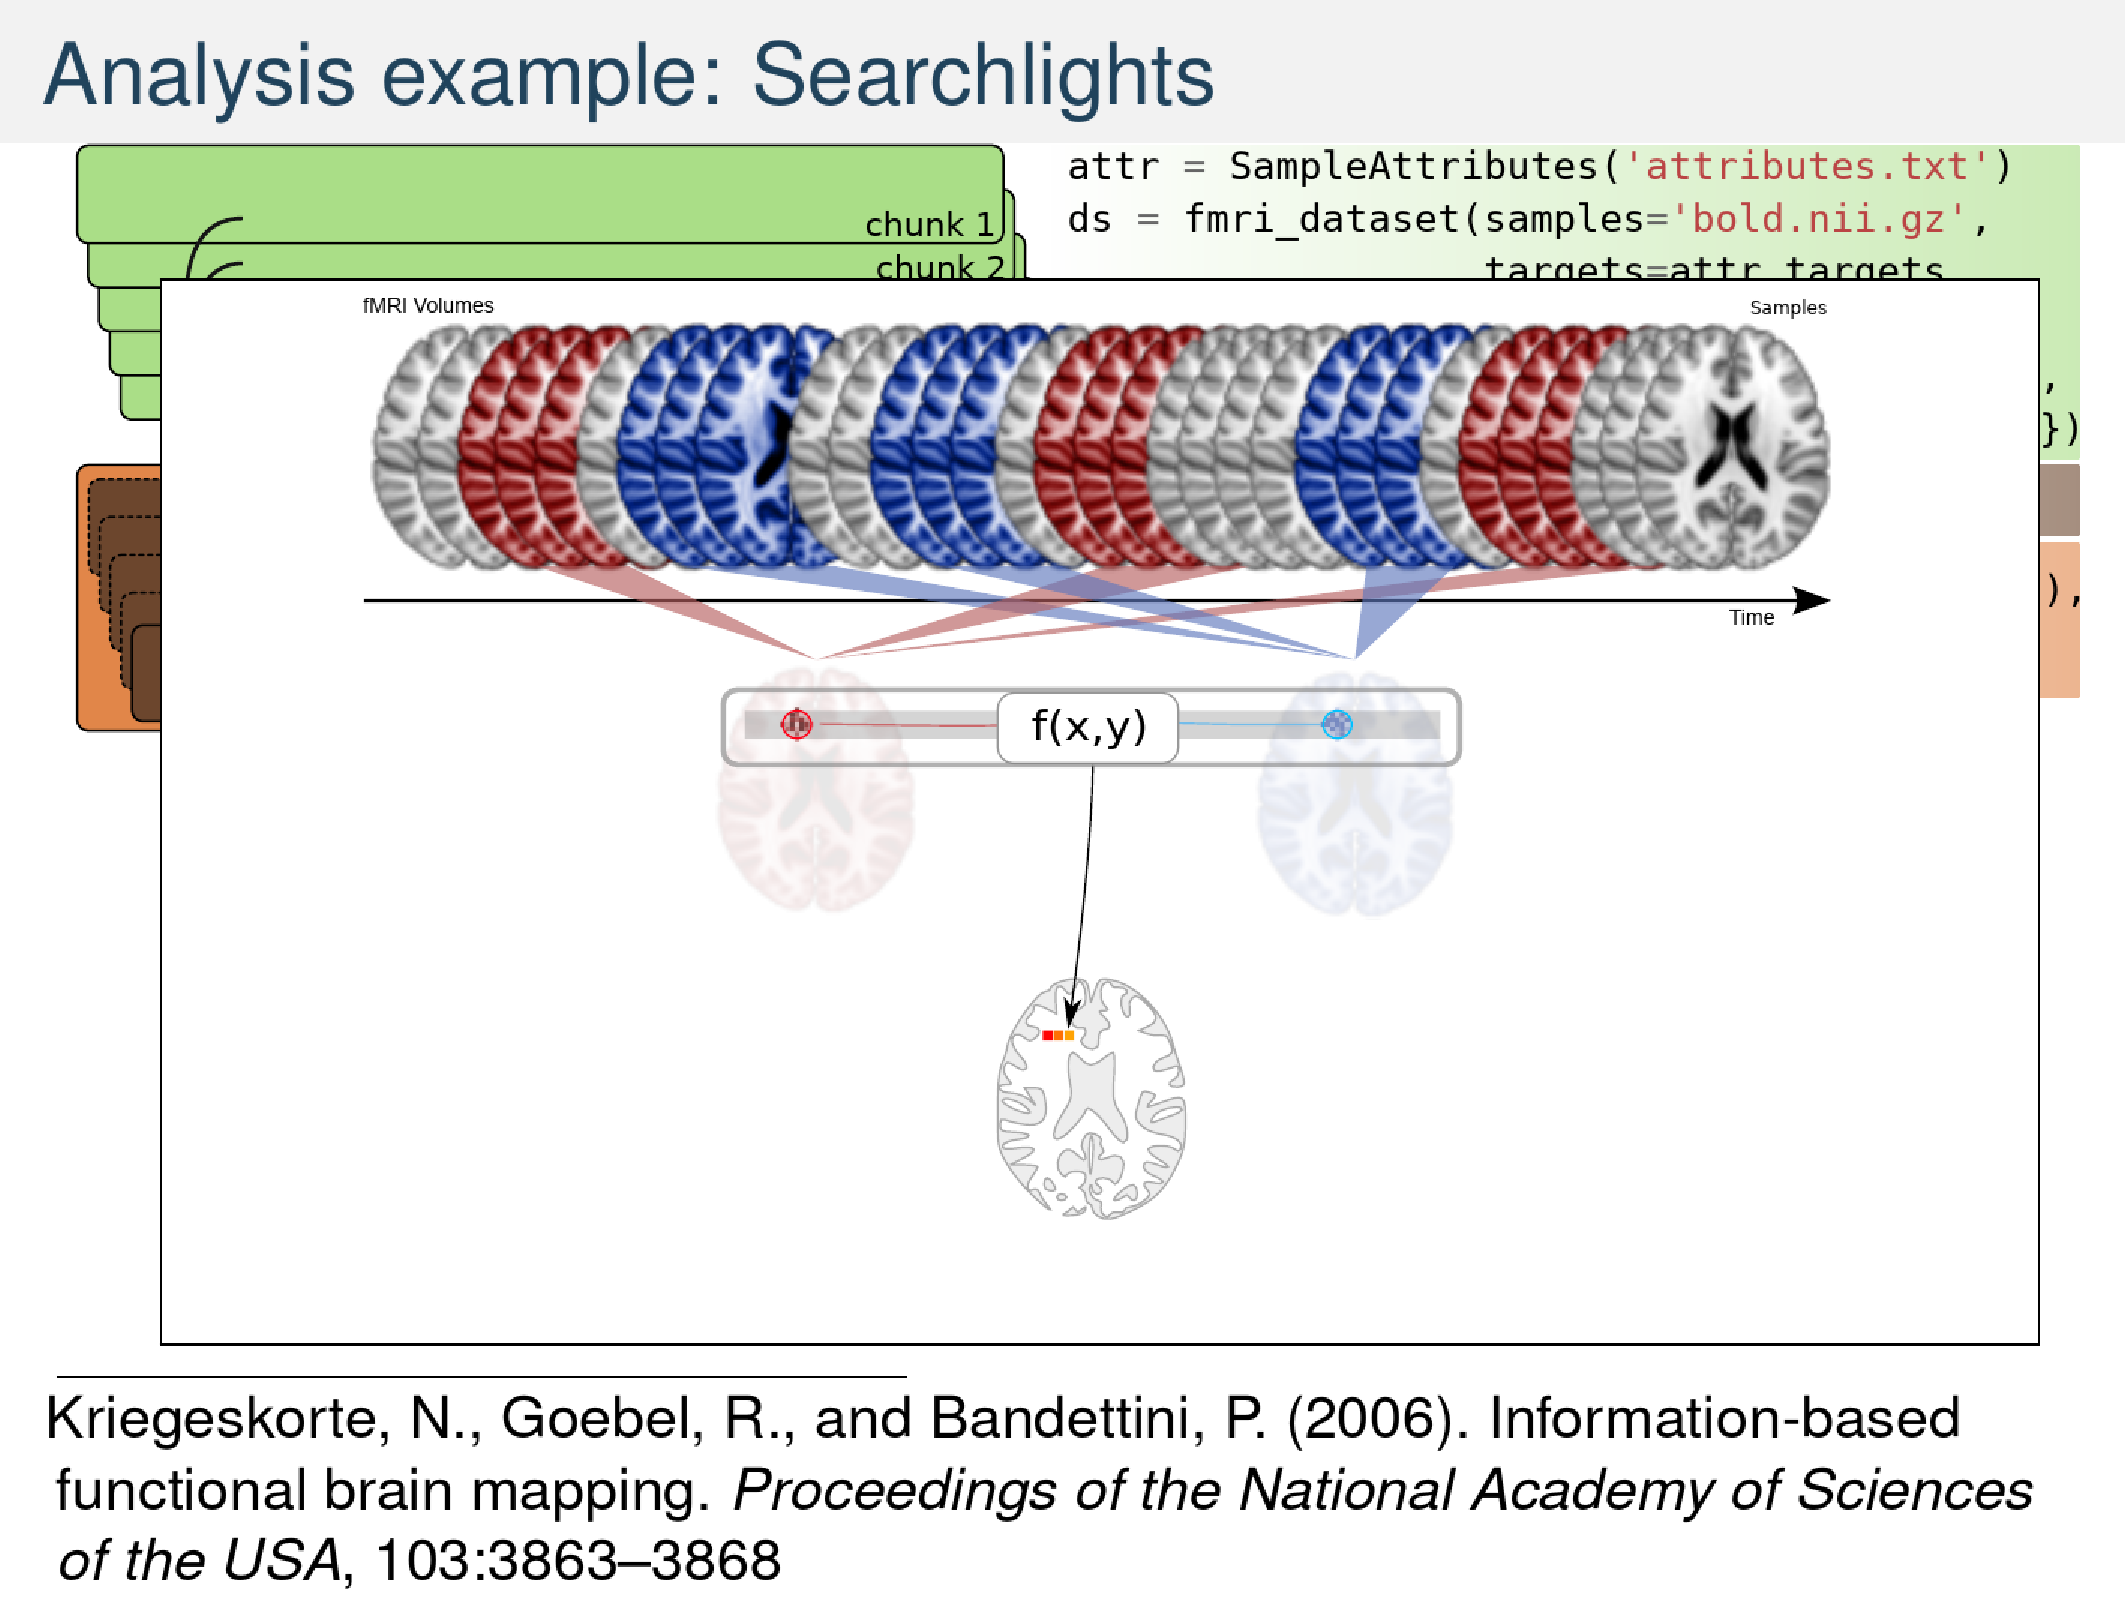 Analysis example: Searchlights
attr = SampleAttributes('attributes.txt')
ds = fmri_dataset(samples='bold.nii.gz',
targets=attr.targets,
chunk 1
chunk 2
,
})
),
fMRI Volumes
Samples
Time
f(x,y)
Kriegeskorte, N., Goebel, R., and Bandettini, P. (2006). Information-based
functional brain mapping. Proceedings of the National Academy of Sciences
of the USA, 103:3863–3868